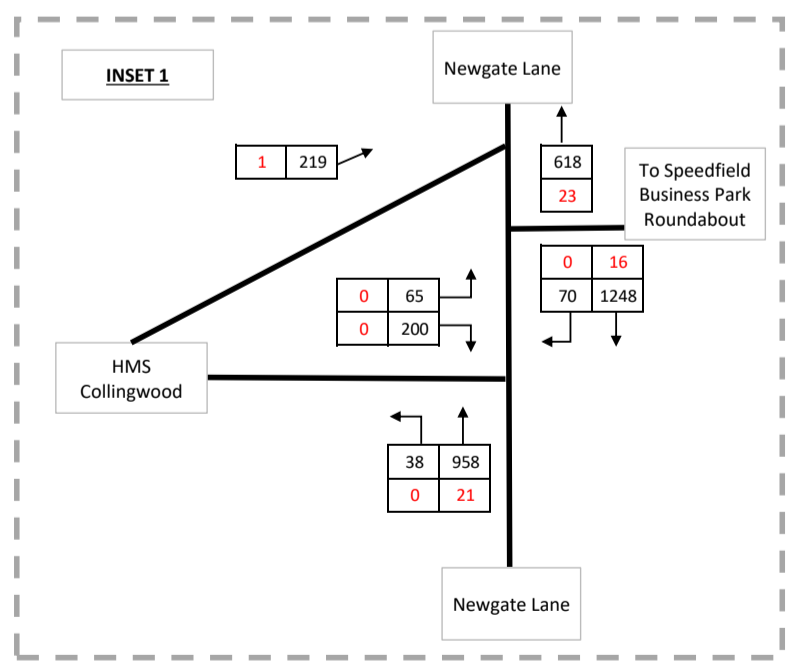 INSET 1
Newgate Lane
1 219
618
23
To Speedfield
Business Park
Roundabout
0 16
70 1248
0 65
0 200
HMS
Collingwood
38 958
0 21
Newgate Lane